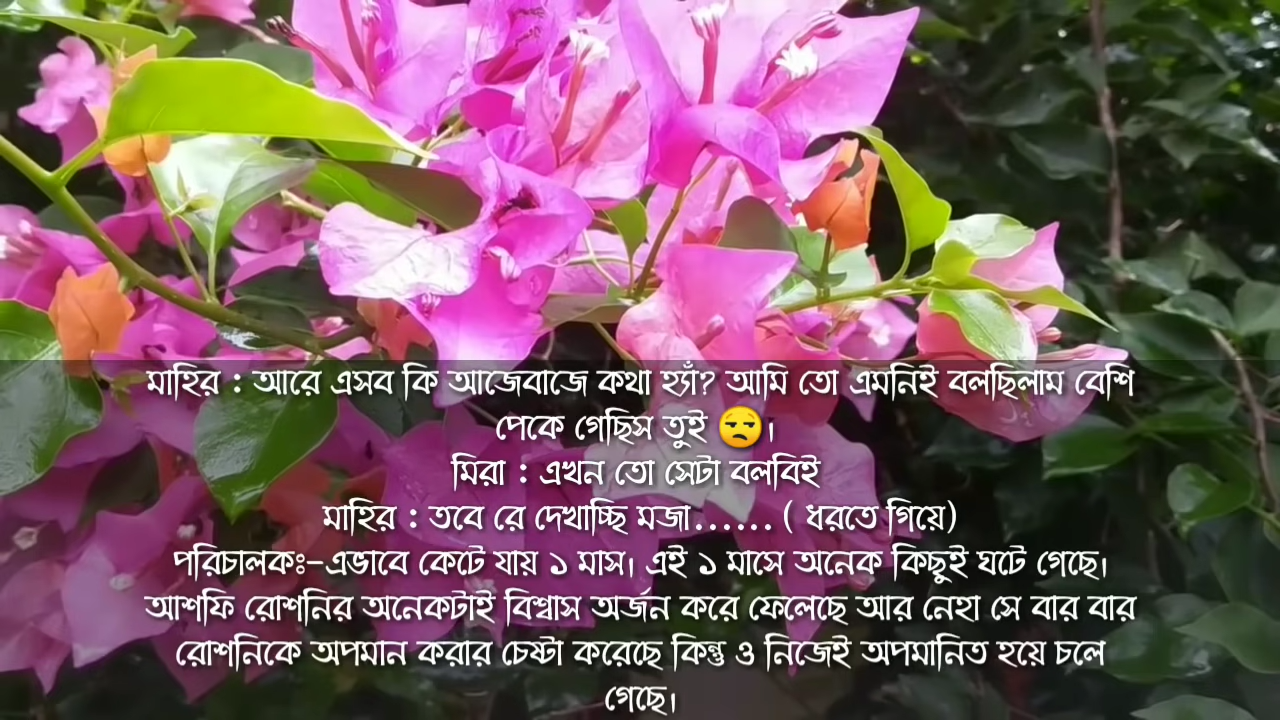 মাহির : আরে এসব কি আজেবাজে কথা হ্যাঁ? আমি তো এমনিই বলছিলাম বেশি
পেকে গেছিস তুই 😒।
মিরা : এখন তো সেটা বলবিই
মাহির : তবে রে দেখাচ্ছি মজা...... ( ধরতে গিয়ে)
পরিচালকঃ-এভাবে কেটে যায় ১ মাস। এই ১ মাসে অনেক কিছুই ঘটে গেছে।
আশফি রোশনির অনেকটাই বিশ্বাস অর্জন করে ফেলেছে আর নেহা সে বার বার
রোশনিকে অপমান করার চেষ্টা করেছে কিন্তু ও নিজেই অপমানিত হয়ে চলে
গেছে।